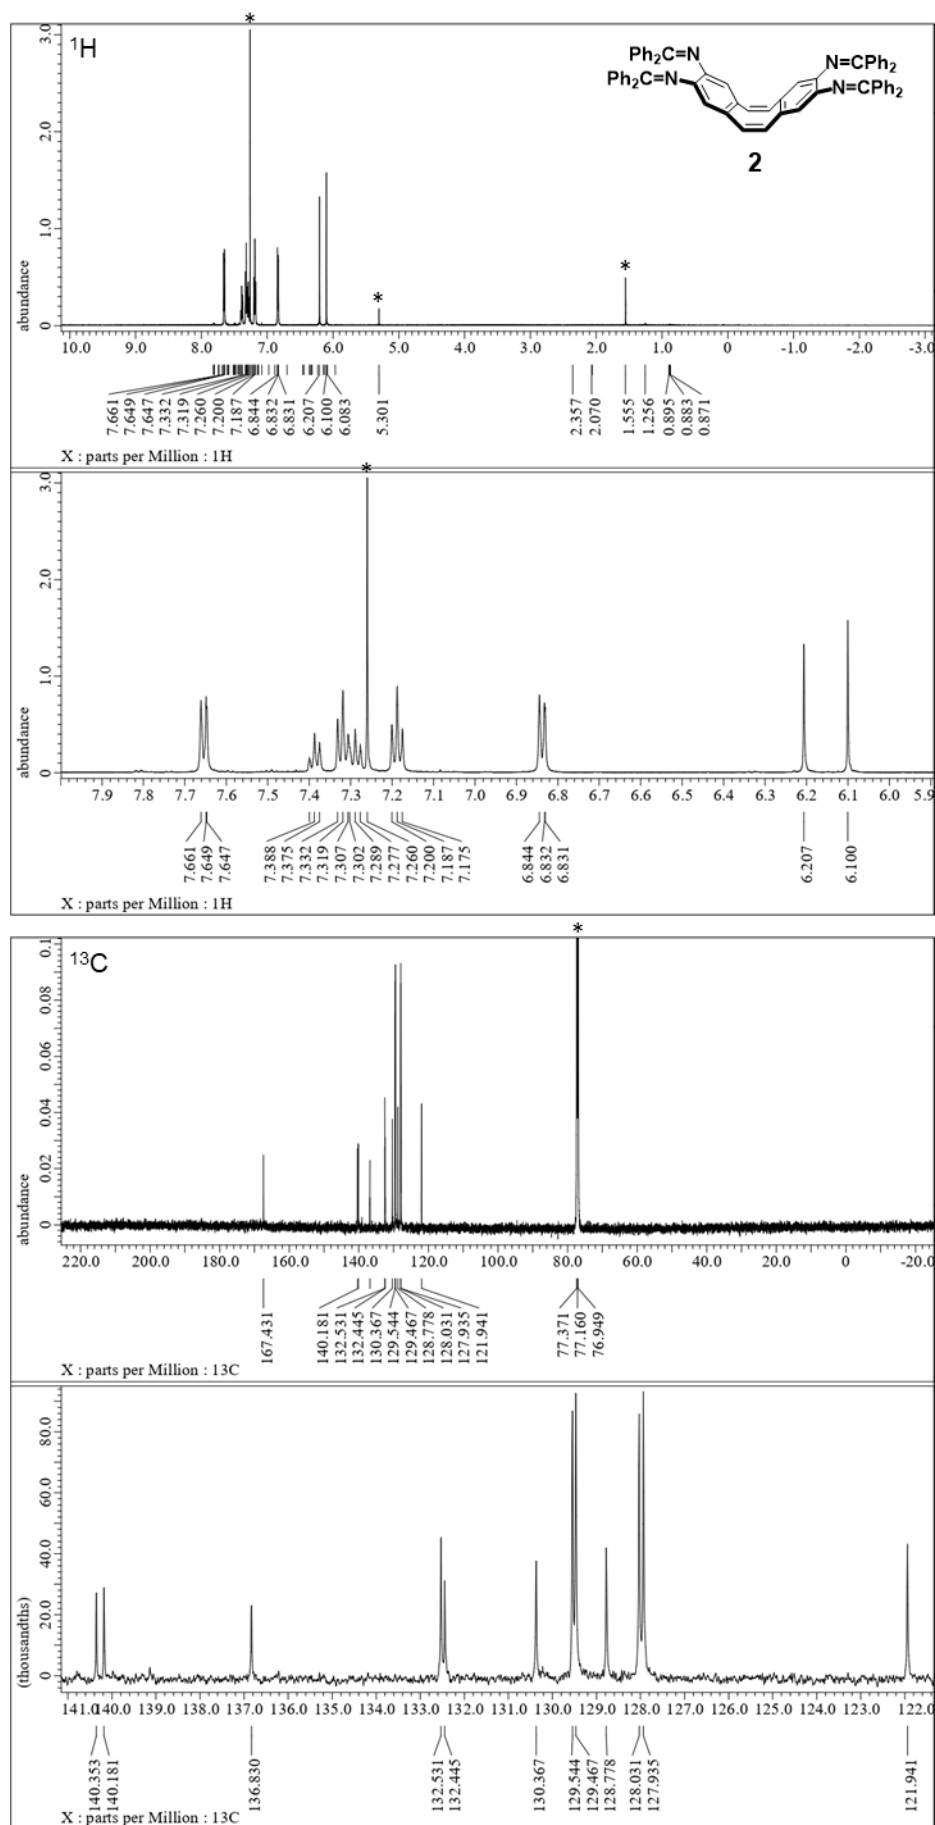 *
¹H
3.0
2.0
1.0
0
abundance
Ph₂C=N
Ph₂C=N
N=CPh₂
N=CPh₂
2
*
*
10.0 9.0 8.0 7.0 6.0 5.0 4.0 3.0 2.0 1.0 0 -1.0 -2.0 -3.0
7.661 7.649 7.647 7.332 7.319 7.260 7.200 7.187 6.844 6.832 6.831 6.207 6.100 6.083 5.301 2.357 2.070 1.555 1.256 0.895 0.883 0.871
X : parts per Million : 1H
*
3.0
2.0
1.0
0
abundance
7.9 7.8 7.7 7.6 7.5 7.4 7.3 7.2 7.1 7.0 6.9 6.8 6.7 6.6 6.5 6.4 6.3 6.2 6.1 6.0 5.9
7.661 7.649 7.647 7.388 7.375 7.332 7.319 7.307 7.302 7.289 7.277 7.260 7.200 7.187 7.175 6.844 6.832 6.831 6.207 6.100
X : parts per Million : 1H
*
¹³C
0.1
0.08
0.06
0.04
0.02
0
abundance
220.0 200.0 180.0 160.0 140.0 120.0 100.0 80.0 60.0 40.0 20.0 0 -20.0
167.431 140.181 132.531 132.445 130.367 129.544 129.467 128.778 128.031 127.935 121.941 77.371 77.160 76.949
X : parts per Million : 13C
80.0
60.0
40.0
20.0
0
(thousandths)
141.0 140.0 139.0 138.0 137.0 136.0 135.0 134.0 133.0 132.0 131.0 130.0 129.0 128.0 127.0 126.0 125.0 124.0 123.0 122.0
140.353 140.181 136.830 132.531 132.445 130.367 129.544 129.467 128.778 128.031 127.935 121.941
X : parts per Million : 13C